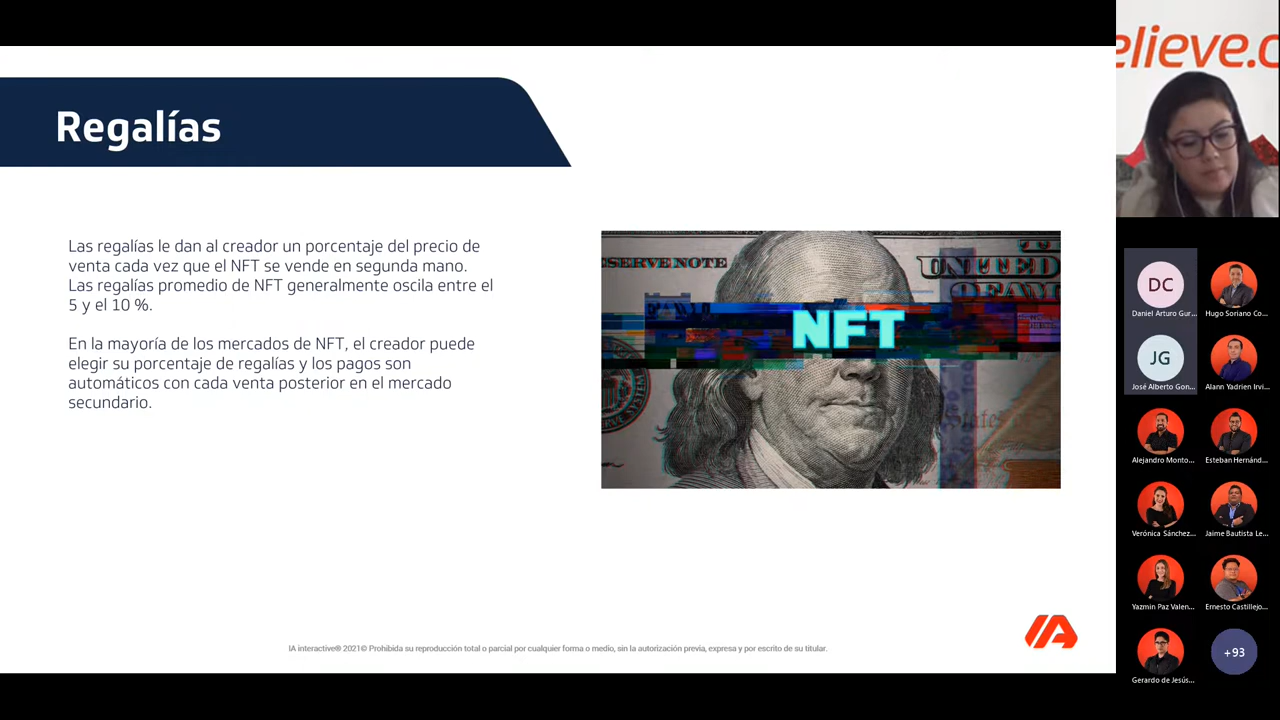 elieve.c
Regalías
Las regalías le dan al creador un porcentaje del precio de
venta cada vez que el NFT se vende en segunda mano.
Las regalías promedio de NFT generalmente oscila entre el
5 y el 10 %.
En la mayoría de los mercados de NFT, el creador puede
elegir su porcentaje de regalías y los pagos son
automáticos con cada venta posterior en el mercado
secundario.
ESERVE NOTE
UNITED
OF AM
NFT
States
IA
IA interactive® 2021© Prohibida su reproducción total o parcial por cualquier forma o medio, sin la autorización previa, expresa y por escrito de su titular.
DC
Daniel Arturo Gur...
Hugo Soriano Co...
JG
José Alberto Gon...
Alann Yadrien Irvi...
Alejandro Monto...
Esteban Hernánd...
Verónica Sánchez...
Jaime Bautista Le...
Yazmin Paz Valen...
Ernesto Castillejo...
Gerardo de Jesús...
+93